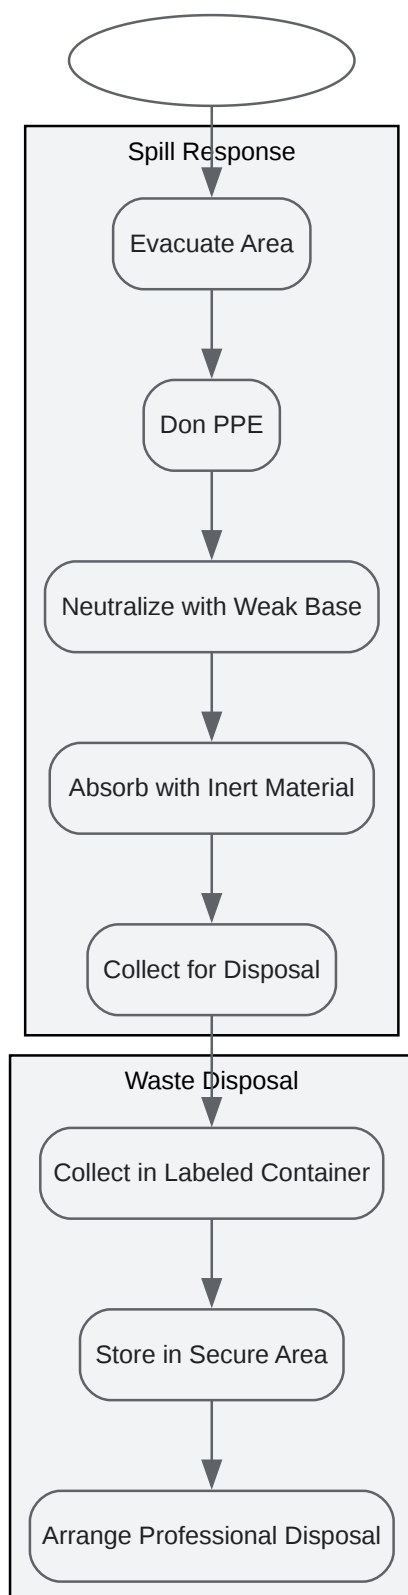 Spill Response
Evacuate Area
Don PPE
Neutralize with Weak Base
Absorb with Inert Material
Collect for Disposal
Waste Disposal
Collect in Labeled Container
Store in Secure Area
Arrange Professional Disposal